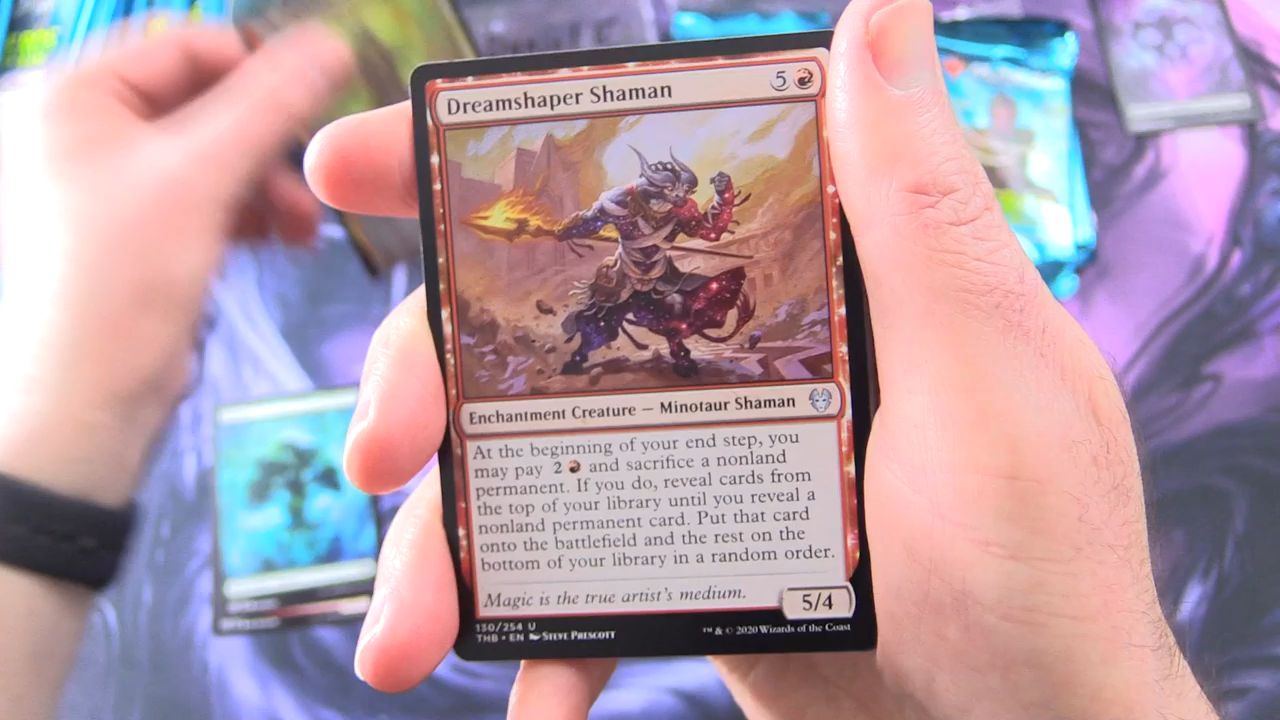 Dreamshaper Shaman 5
Enchantment Creature — Minotaur Shaman
At the beginning of your end step, you
may pay 2 and sacrifice a nonland
permanent. If you do, reveal cards from
the top of your library until you reveal a
nonland permanent card. Put that card
onto the battlefield and the rest on the
bottom of your library in a random order.
Magic is the true artist's medium.
5/4
130/254 U
THB • EN Steve Prescott
™ & © 2020 Wizards of the Coast